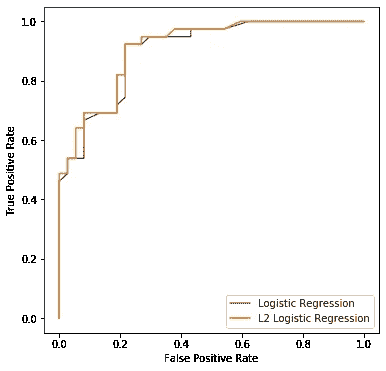 1.0
0.8
0.6
0.4
0.2
0.0
True Positive Rate
0.0 0.2 0.4 0.6 0.8 1.0
False Positive Rate
Logistic Regression
L2 Logistic Regression